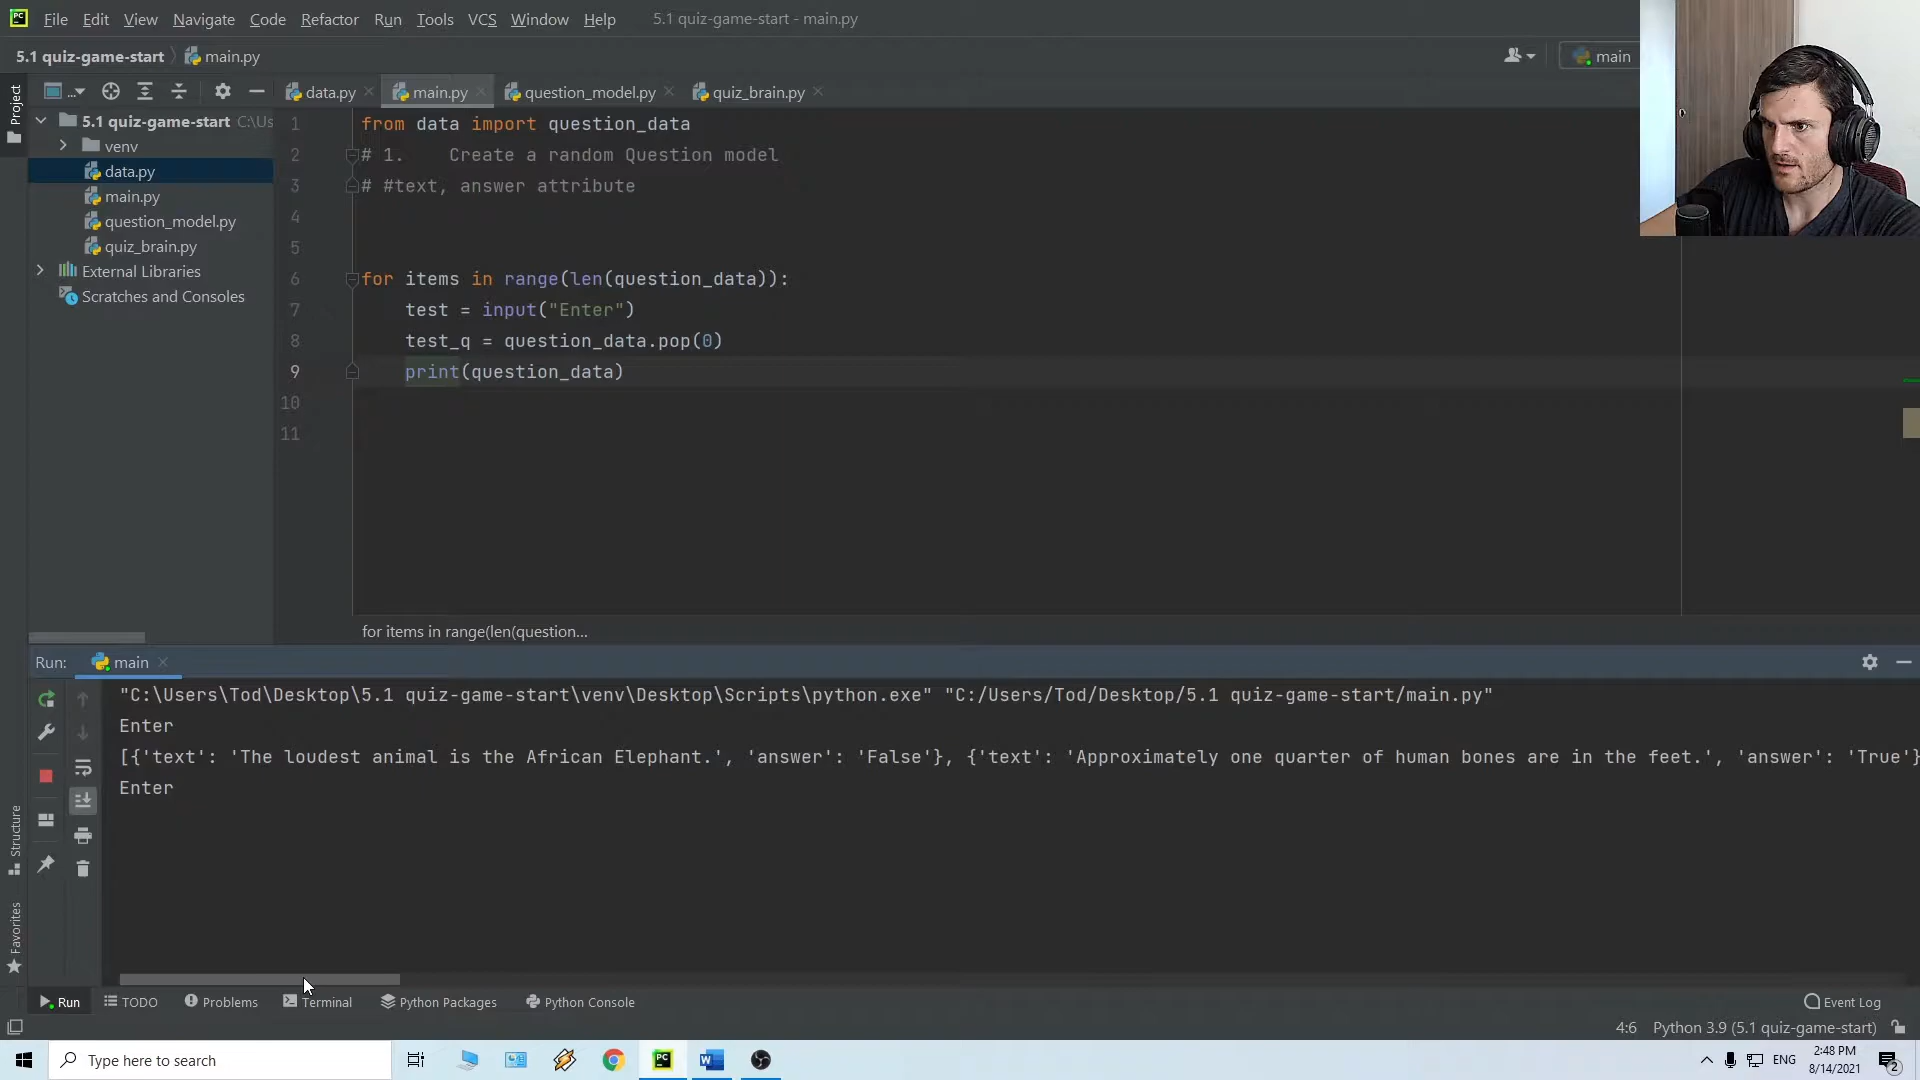 File Edit View Navigate Code Refactor Run Tools VCS Window Help 5.1 quiz-game-start - main.py
5.1 quiz-game-start main.py main
Project
... data.py main.py question_model.py quiz_brain.py
5.1 quiz-game-start C:\Us
venv
data.py
main.py
question_model.py
quiz_brain.py
External Libraries
Scratches and Consoles
1 from data import question_data
2 # 1. Create a random Question model
3 # #text, answer attribute
4
5
6 for items in range(len(question_data)):
7 test = input("Enter")
8 test_q = question_data.pop(0)
9 print(question_data)
10
11
for items in range(len(question...
Run: main
"C:\Users\Tod\Desktop\5.1 quiz-game-start\venv\Desktop\Scripts\python.exe" "C:/Users/Tod/Desktop/5.1 quiz-game-start/main.py"
Enter
[{'text': 'The loudest animal is the African Elephant.', 'answer': 'False'}, {'text': 'Approximately one quarter of human bones are in the feet.', 'answer': 'True'}
Enter
Structure
Favorites
Run TODO Problems Terminal Python Packages Python Console Event Log
4:6 Python 3.9 (5.1 quiz-game-start)
Type here to search
ENG
2:48 PM
8/14/2021
2